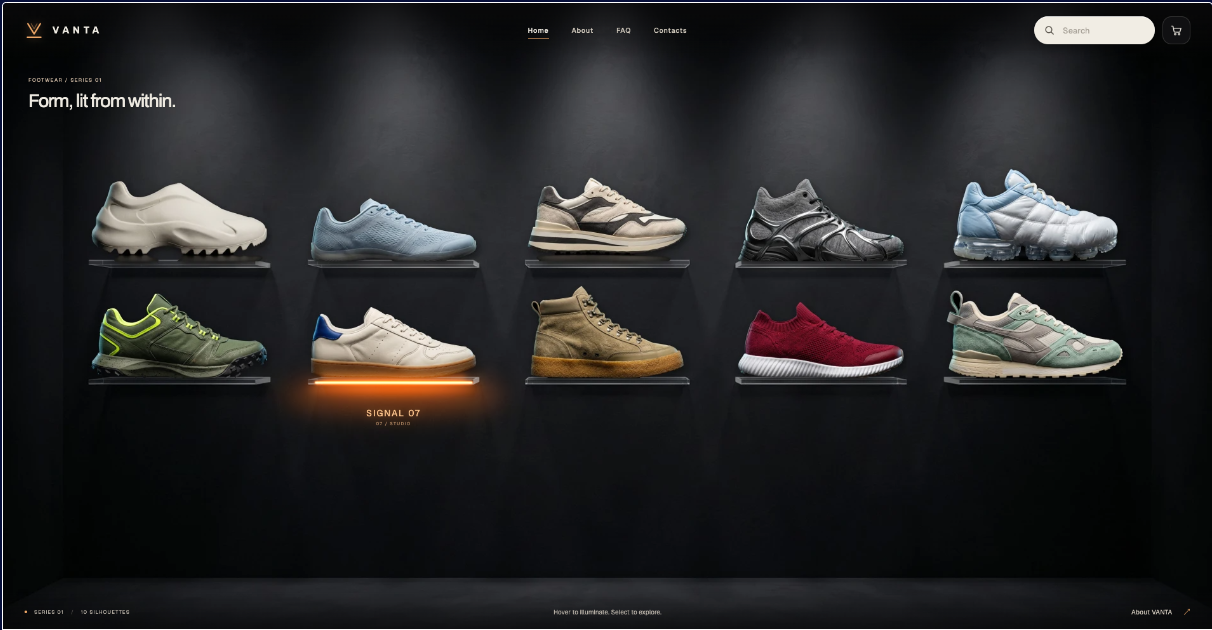 VANTA
Home
About
FAQ
Contacts
Search
FOOTWEAR / SERIES 01
Form, lit from within.
SIGNAL 07
07 / STUDIO
SERIES 01 / 10 SILHOUETTES
Hover to illuminate. Select to explore.
About VANTA ↗